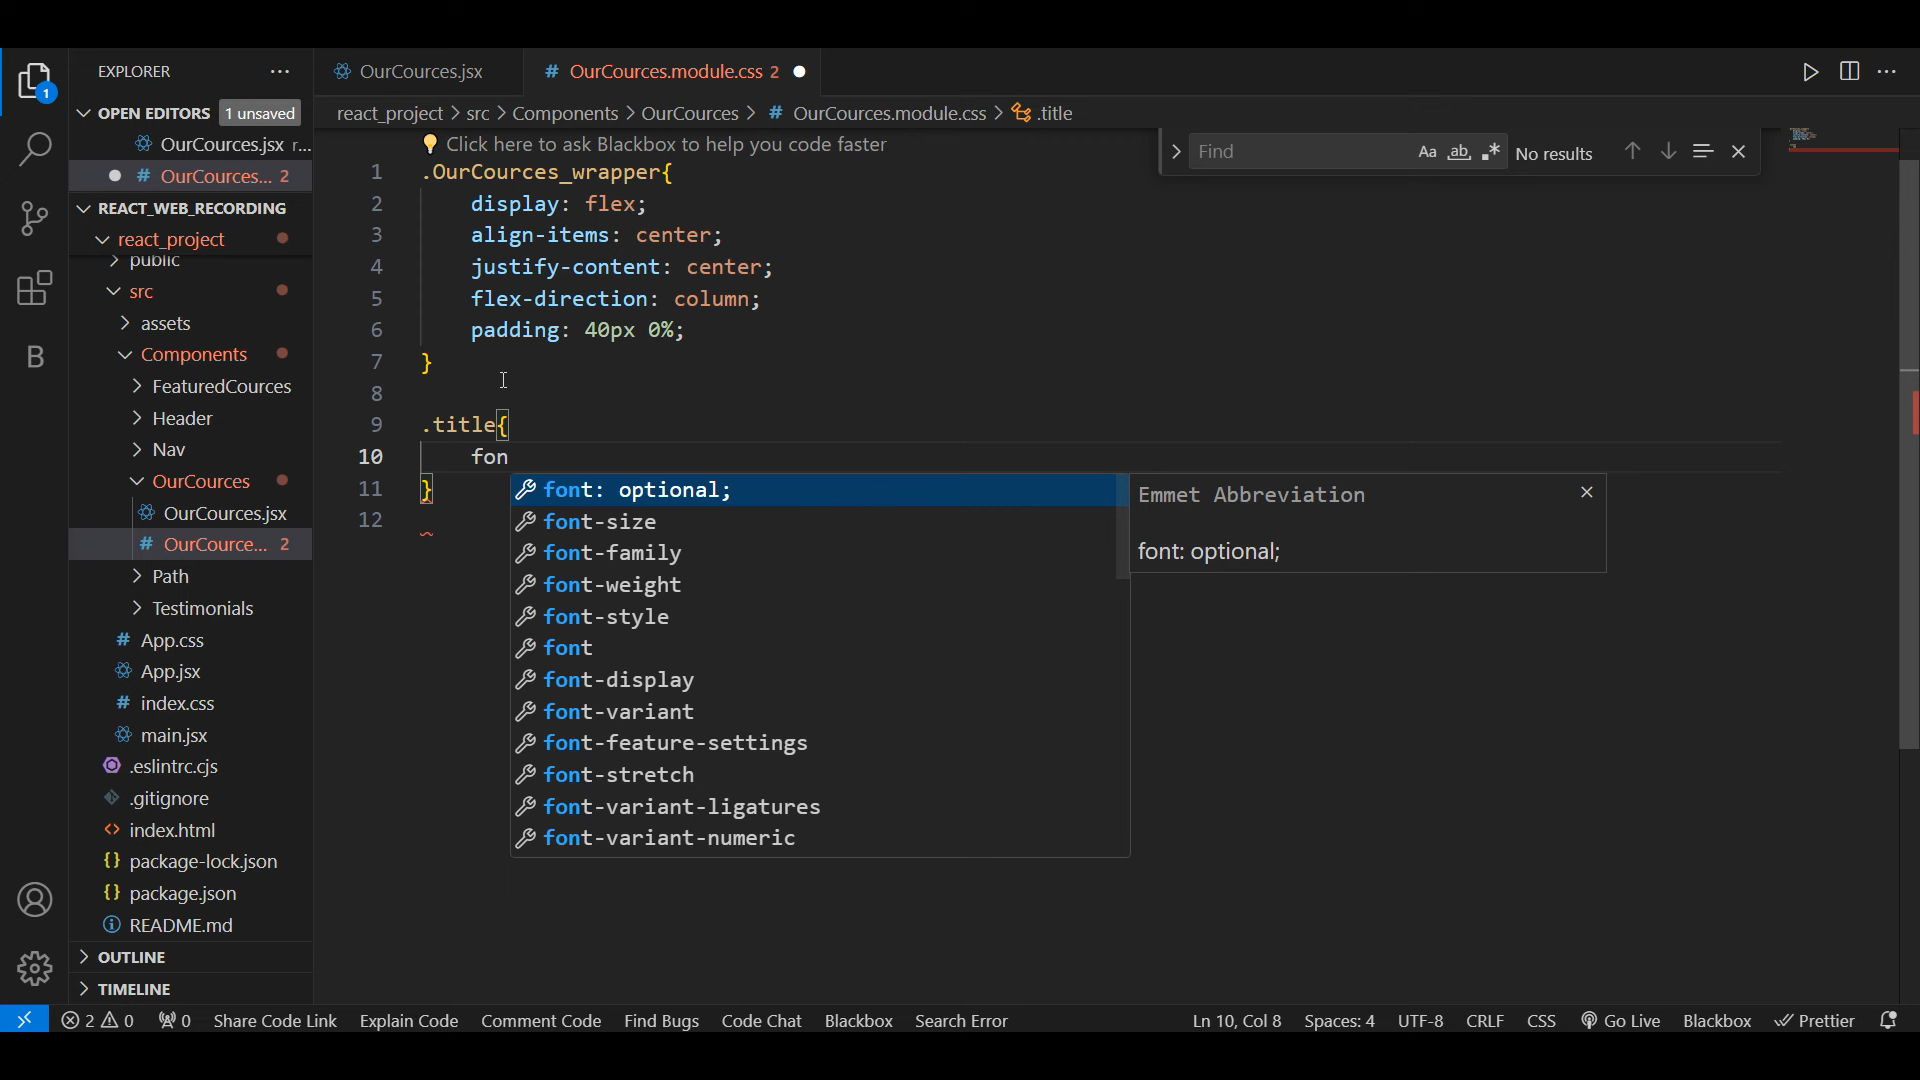 EXPLORER ···
OPEN EDITORS 1 unsaved
OurCources.jsx r...
# OurCources... 2
REACT_WEB_RECORDING
react_project
public
src
assets
Components
FeaturedCources
Header
Nav
OurCources
OurCources.jsx
# OurCource... 2
Path
Testimonials
# App.css
App.jsx
# index.css
main.jsx
.eslintrc.cjs
.gitignore
<> index.html
{} package-lock.json
{} package.json
README.md
OUTLINE
TIMELINE
1
B
OurCources.jsx
# OurCources.module.css 2
react_project > src > Components > OurCources > # OurCources.module.css > .title
Click here to ask Blackbox to help you code faster
Find Aa ab .* No results
1 .OurCources_wrapper{
2 display: flex;
3 align-items: center;
4 justify-content: center;
5 flex-direction: column;
6 padding: 40px 0%;
7 }
8
9 .title{
10 fon
11 }
12
font: optional;
font-size
font-family
font-weight
font-style
font
font-display
font-variant
font-feature-settings
font-stretch
font-variant-ligatures
font-variant-numeric
Emmet Abbreviation
font: optional;
2 0 0 Share Code Link Explain Code Comment Code Find Bugs Code Chat Blackbox Search Error Ln 10, Col 8 Spaces: 4 UTF-8 CRLF CSS Go Live Blackbox Prettier